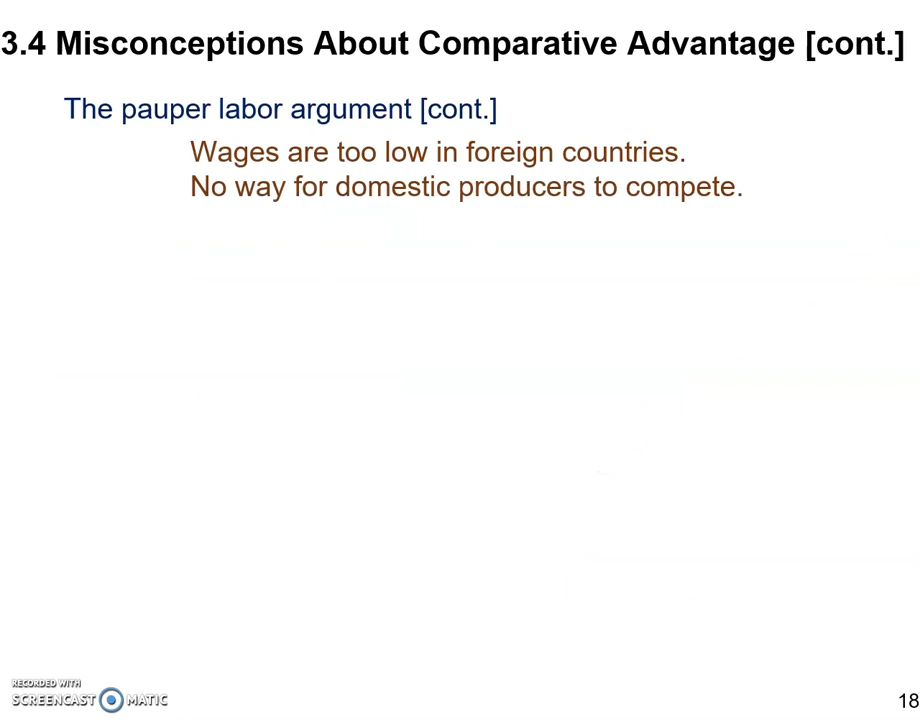 3.4 Misconceptions About Comparative Advantage [cont.]
The pauper labor argument [cont.]
Wages are too low in foreign countries.
No way for domestic producers to compete.
RECORDED WITH
SCREENCAST MATIC
18